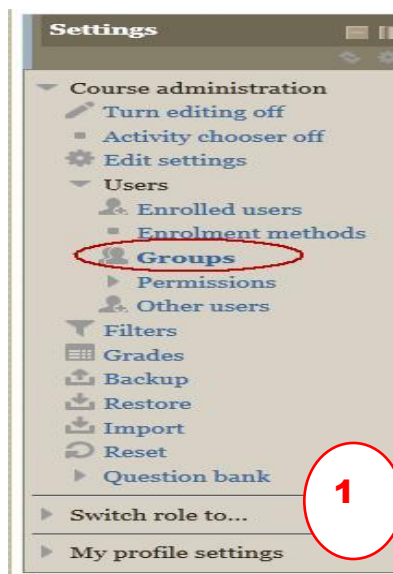 Settings
Course administration
Turn editing off
Activity chooser off
Edit settings
Users
Enrolled users
Enrolment methods
Groups
Permissions
Other users
Filters
Grades
Backup
Restore
Import
Reset
Question bank
1
Switch role to...
My profile settings